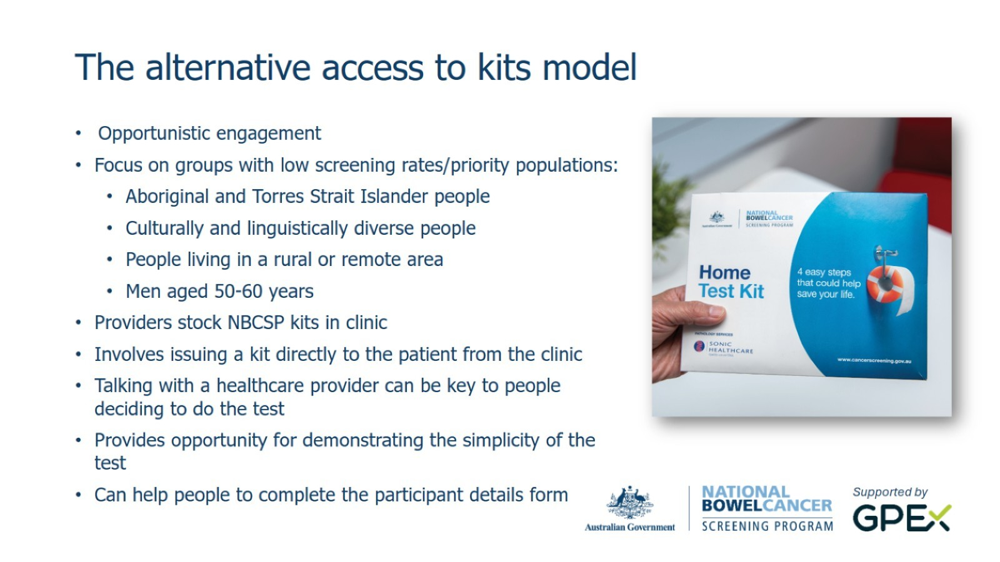 The alternative access to kits model
• Opportunistic engagement
• Focus on groups with low screening rates/priority populations:
• Aboriginal and Torres Strait Islander people
• Culturally and linguistically diverse people
• People living in a rural or remote area
• Men aged 50-60 years
• Providers stock NBCSP kits in clinic
• Involves issuing a kit directly to the patient from the clinic
• Talking with a healthcare provider can be key to people
deciding to do the test
• Provides opportunity for demonstrating the simplicity of the
test
• Can help people to complete the participant details form
Australian Government
NATIONAL
BOWELCANCER
SCREENING PROGRAM
Home
Test Kit
4 easy steps
that could help
save your life.
PATHOLOGY SERVICES
SONIC
HEALTHCARE
www.cancerscreening.gov.au
Australian Government
NATIONAL
BOWELCANCER
SCREENING PROGRAM
Supported by
GPEX